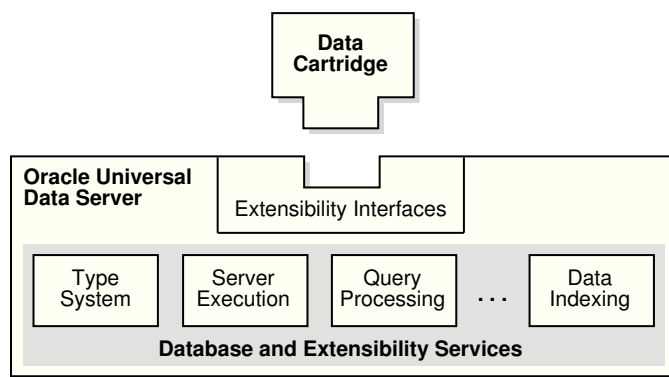 Data
Cartridge
Oracle Universal
Data Server
Extensibility Interfaces
Type
System
Server
Execution
Query
Processing
. . .
Data
Indexing
Database and Extensibility Services